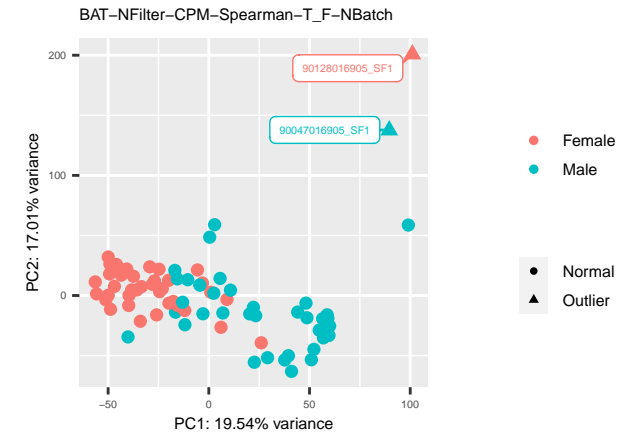 BAT−NFilter−CPM−Spearman−T_F−NBatch
200
90128016905_SF1
90047016905_SF1
Female
Male
100
PC2: 17.01% variance
Normal
Outlier
0
−50
0
50
100
PC1: 19.54% variance